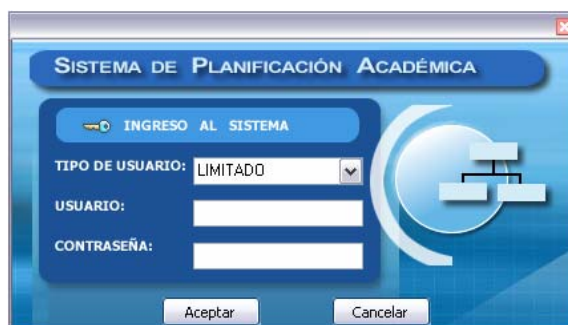 SISTEMA DE PLANIFICACIÓN ACADÉMICA
INGRESO AL SISTEMA
TIPO DE USUARIO: LIMITADO
USUARIO:
CONTRASEÑA:
Aceptar Cancelar